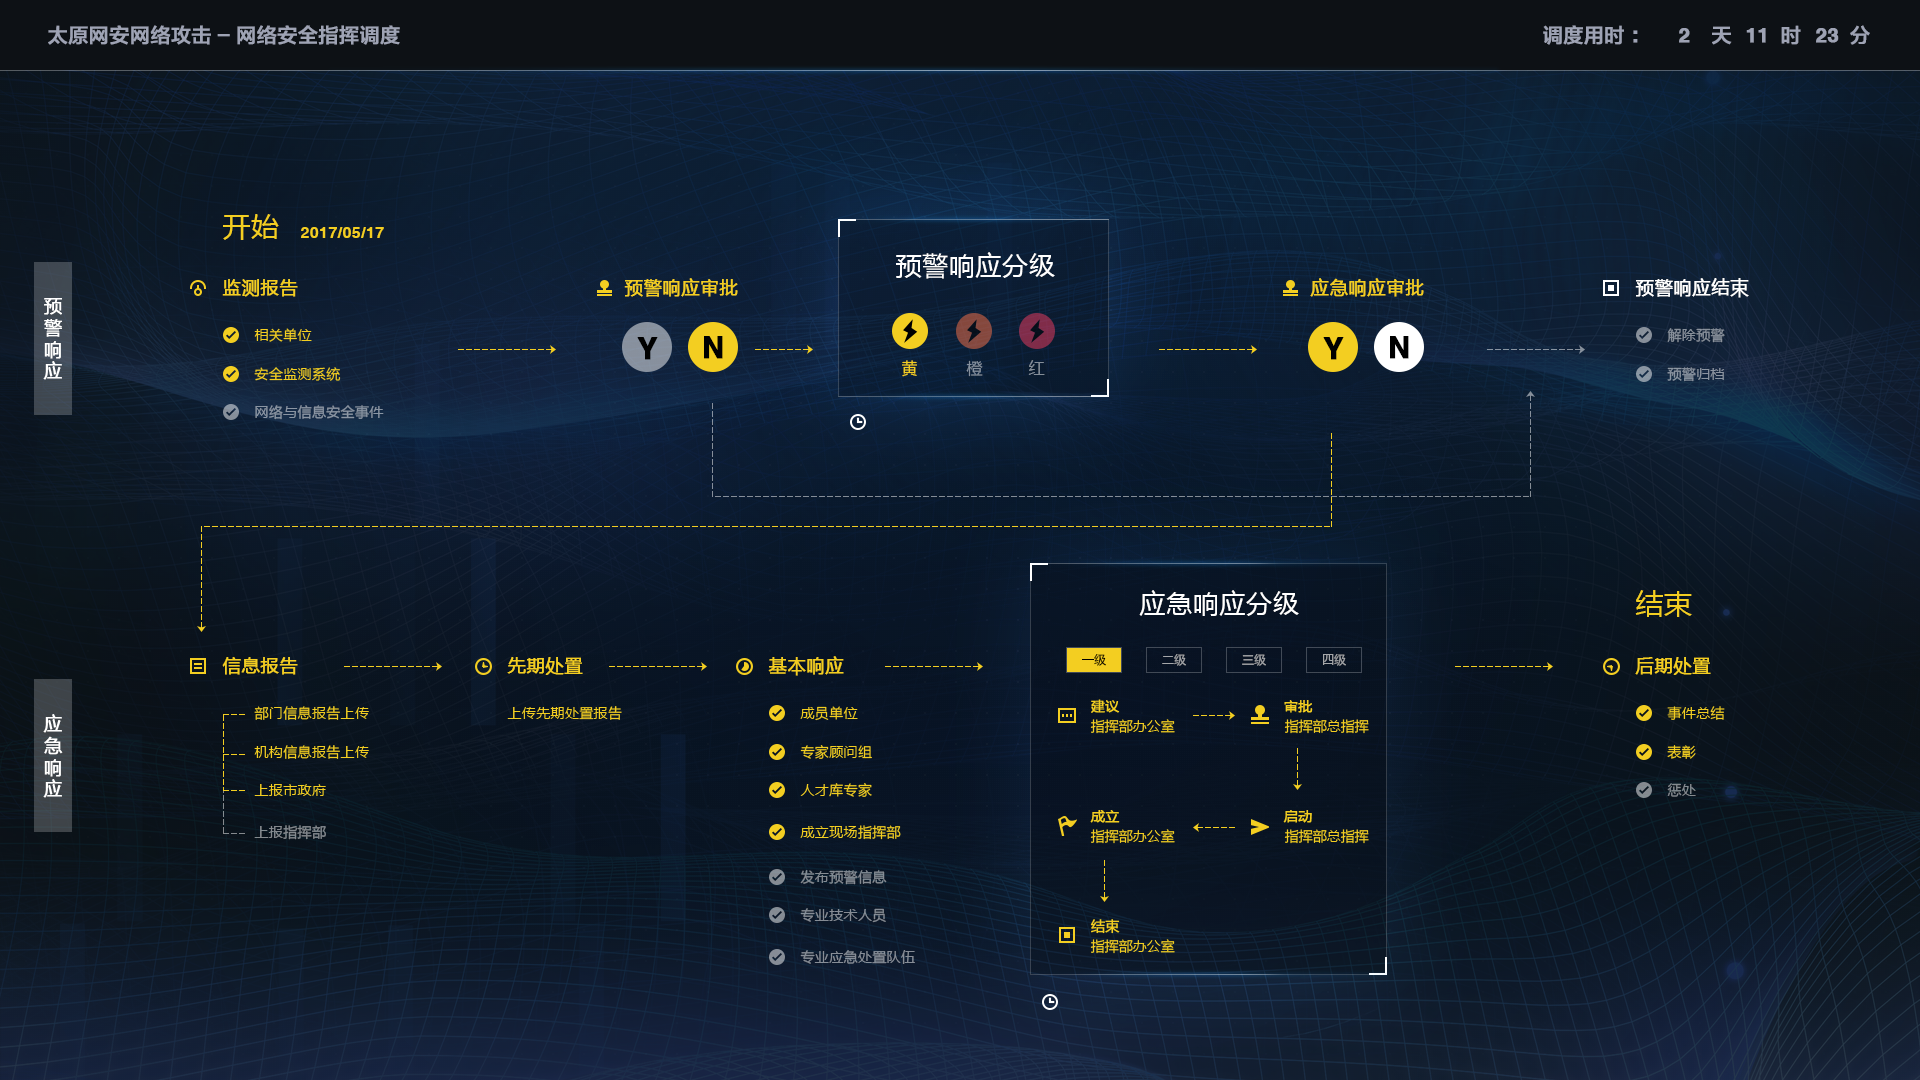 太原网安网络攻击 – 网络安全指挥调度
调度用时： 2 天 11 时 23 分
预警响应
开始 2017/05/17
监测报告
相关单位
安全监测系统
网络与信息安全事件
预警响应审批
Y N
预警响应分级
黄 橙 红
应急响应审批
Y N
预警响应结束
解除预警
预警归档
应急响应
信息报告
部门信息报告上传
机构信息报告上传
上报市政府
上报指挥部
先期处置
上传先期处置报告
基本响应
成员单位
专家顾问组
人才库专家
成立现场指挥部
发布预警信息
专业技术人员
专业应急处置队伍
应急响应分级
一级 二级 三级 四级
建议
指挥部办公室
审批
指挥部总指挥
成立
指挥部办公室
启动
指挥部总指挥
结束
指挥部办公室
结束
后期处置
事件总结
表彰
惩处